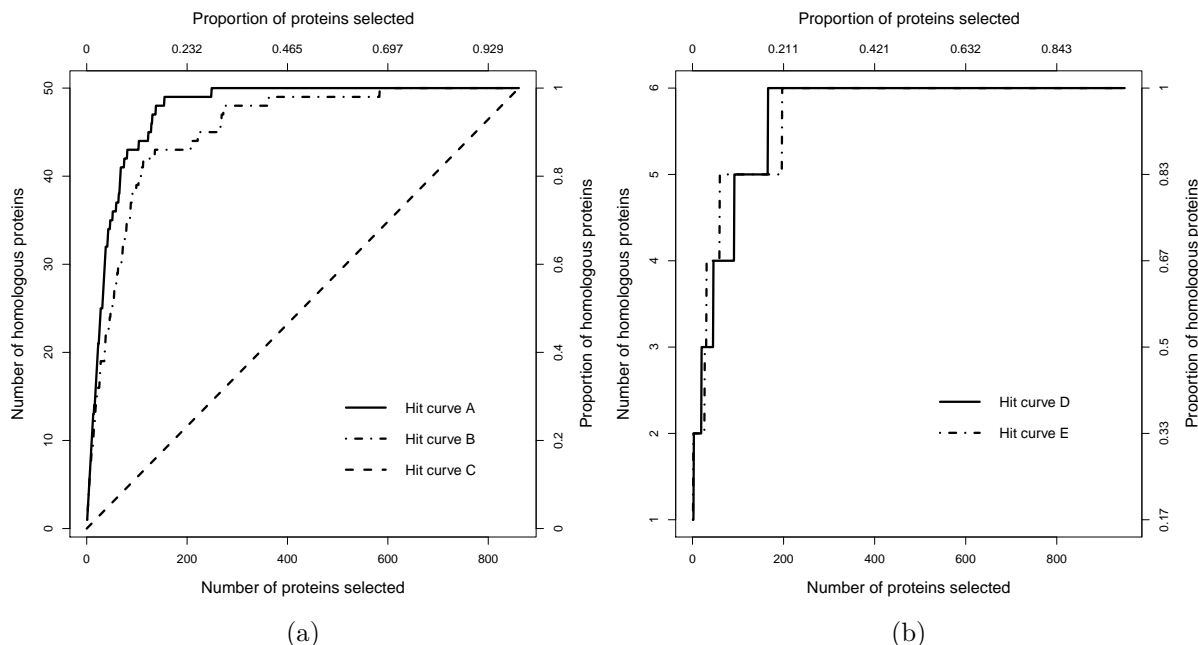 Proportion of proteins selected
0 0.232 0.465 0.697 0.929
Number of homologous proteins
0 10 20 30 40 50
Proportion of homologous proteins
0 0.2 0.4 0.6 0.8 1
Hit curve A
Hit curve B
Hit curve C
0 200 400 600 800
Number of proteins selected
(a)
Proportion of proteins selected
0 0.211 0.421 0.632 0.843
Number of homologous proteins
1 2 3 4 5 6
Proportion of homologous proteins
0.17 0.33 0.5 0.67 0.83 1
Hit curve D
Hit curve E
0 200 400 600 800
Number of proteins selected
(b)